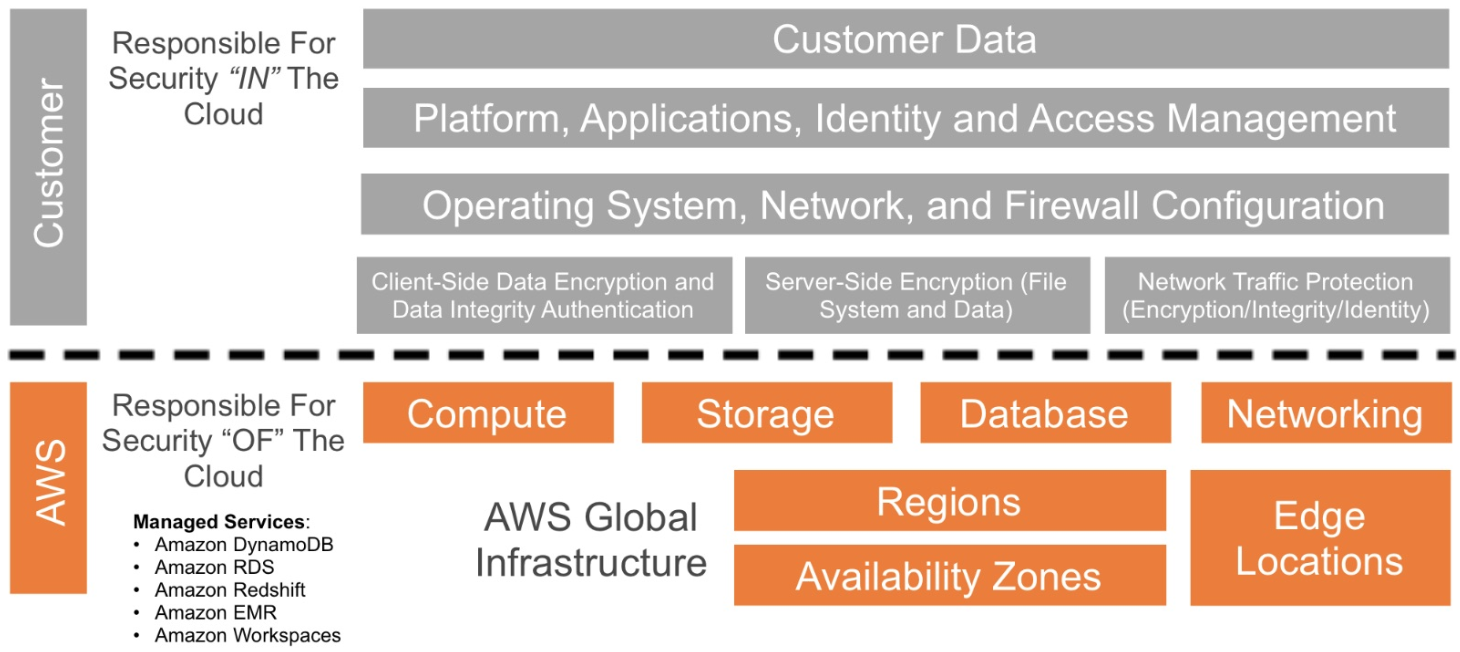 Customer
Responsible For
Security “IN” The
Cloud
Customer Data
Platform, Applications, Identity and Access Management
Operating System, Network, and Firewall Configuration
Client-Side Data Encryption and
Data Integrity Authentication
Server-Side Encryption (File
System and Data)
Network Traffic Protection
(Encryption/Integrity/Identity)
AWS
Responsible For
Security “OF” The
Cloud
Managed Services:
• Amazon DynamoDB
• Amazon RDS
• Amazon Redshift
• Amazon EMR
• Amazon Workspaces
Compute
Storage
Database
Networking
AWS Global
Infrastructure
Regions
Availability Zones
Edge
Locations